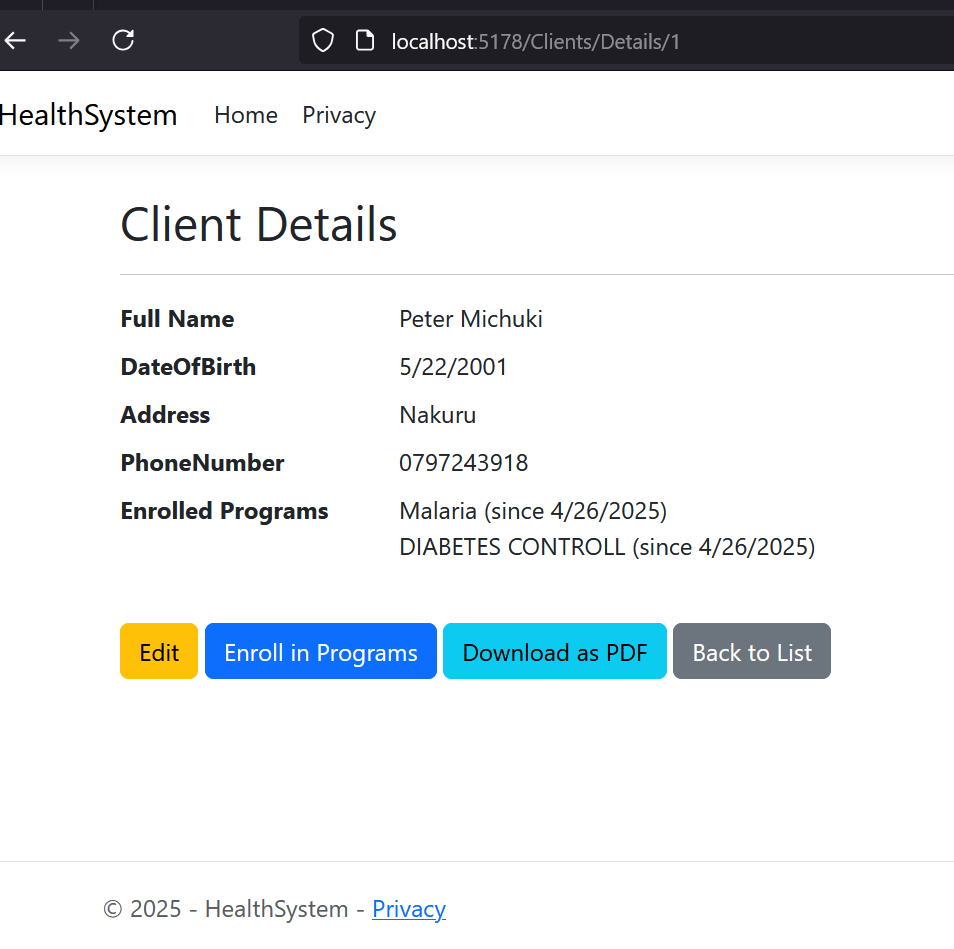 localhost:5178/Clients/Details/1
HealthSystem Home Privacy
Client Details
Full Name Peter Michuki
DateOfBirth 5/22/2001
Address Nakuru
PhoneNumber 0797243918
Enrolled Programs Malaria (since 4/26/2025)
DIABETES CONTROLL (since 4/26/2025)
Edit Enroll in Programs Download as PDF Back to List
© 2025 - HealthSystem - Privacy